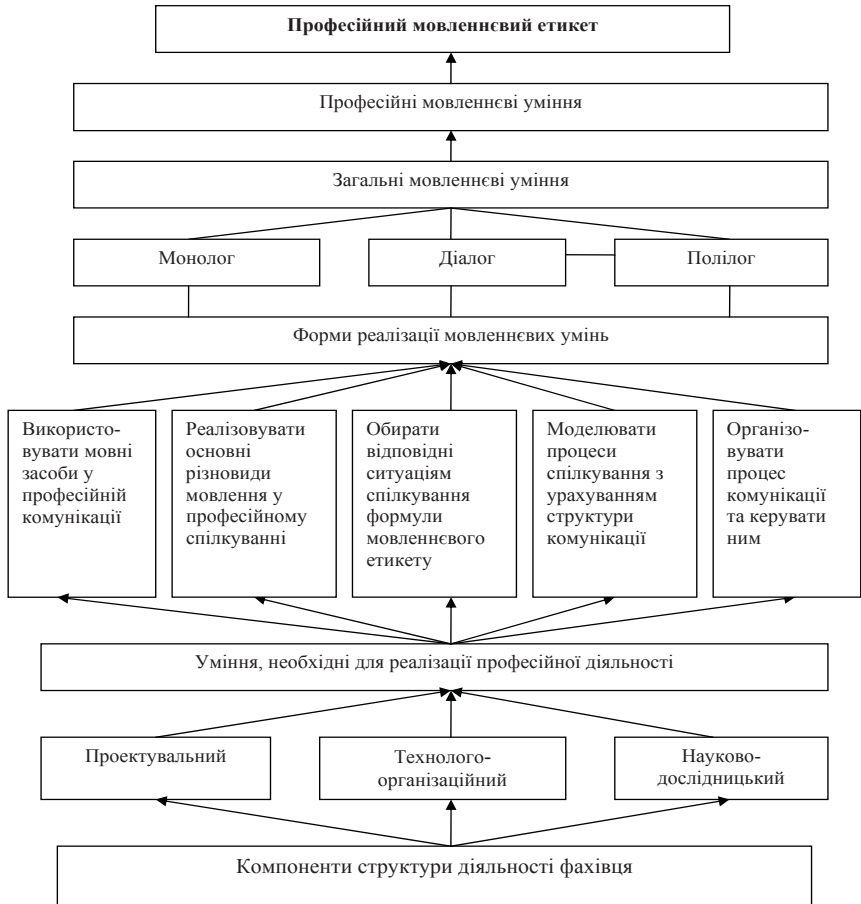 Професійний мовленнєвий етикет
Професійні мовленнєві уміння
Загальні мовленнєві уміння
Монолог
Діалог
Полілог
Форми реалізації мовленнєвих умінь
Використо-
вувати мовні
засоби у
професійній
комунікації
Реалізовувати
основні
різновиди
мовлення у
професійному
спілкуванні
Обирати
відповідні
ситуаціям
спілкування
формули
мовленнєвого
етикету
Моделювати
процеси
спілкування з
урахуванням
структури
комунікації
Організо-
вувати
процес
комунікації
та керувати
ним
Уміння, необхідні для реалізації професійної діяльності
Проектувальний
Технолого-
організаційний
Науково-
дослідницький
Компоненти структури діяльності фахівця